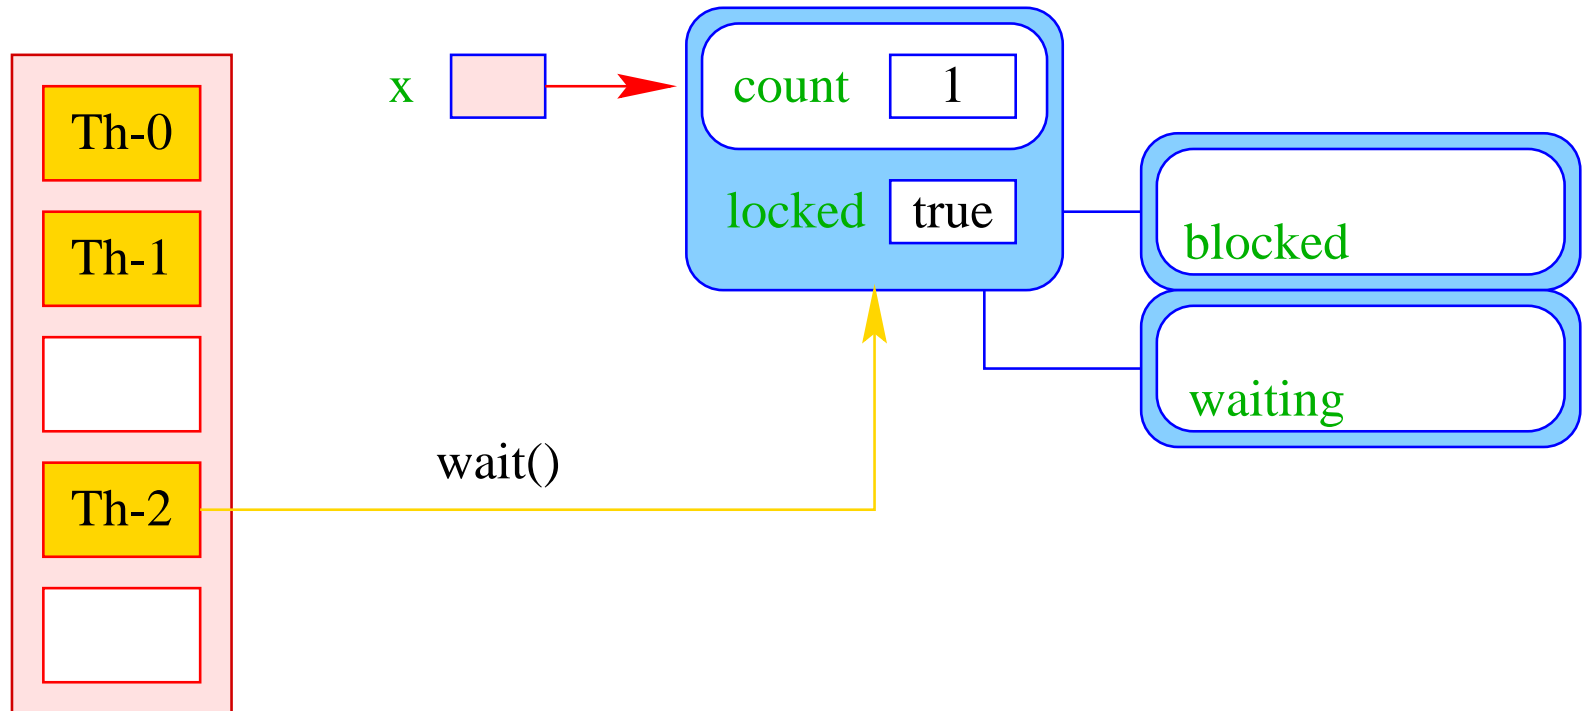 Th-0
Th-1
Th-2
x
count 1
locked true
wait()
blocked
waiting